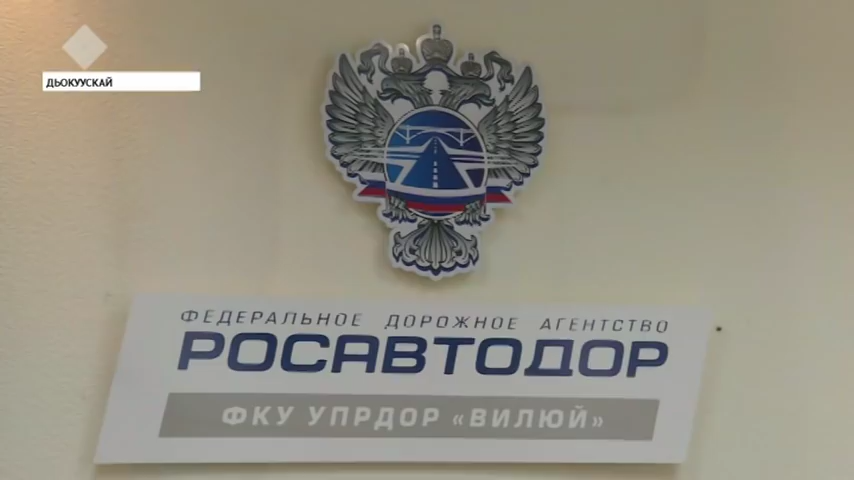 ДЬОКУУСКАЙ
ФЕДЕРАЛЬНОЕ ДОРОЖНОЕ АГЕНТСТВО
РОСАВТОДОР
ФКУ УПРДОР «ВИЛЮЙ»